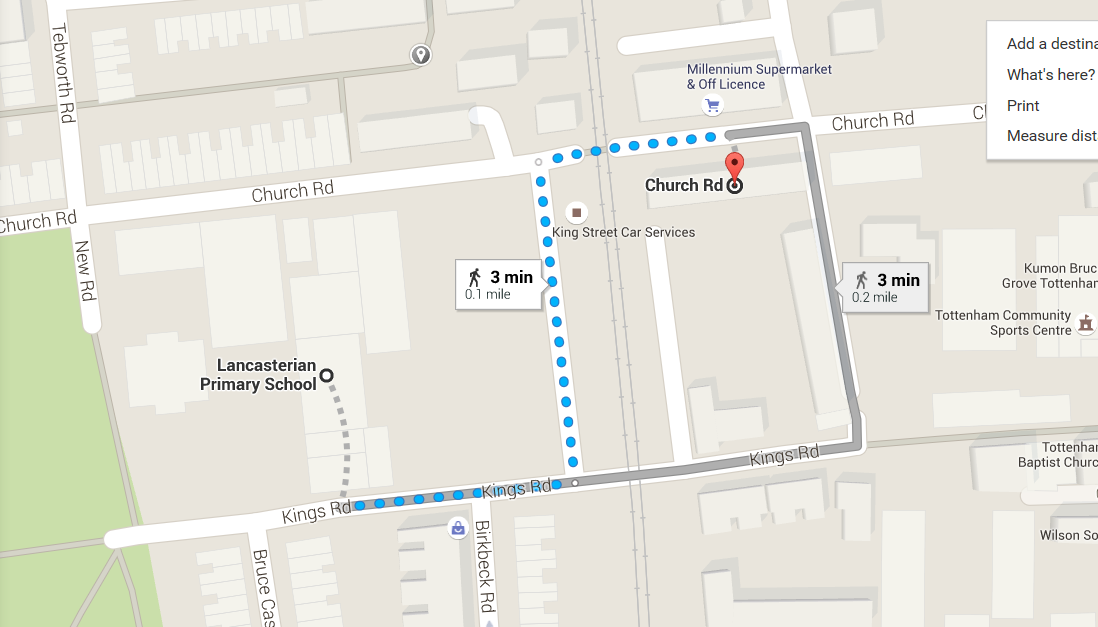 Tebworth Rd
Millennium Supermarket
& Off Licence
Church Rd
Add a destina
What's here?
Print
Measure dist
Church Rd
Church Rd
Church Rd
New Rd
King Street Car Services
3 min
0.1 mile
3 min
0.2 mile
Kumon Bruc
Grove Tottenham
Tottenham Community
Sports Centre
Lancasterian
Primary School
Kings Rd
Kings Rd
Kings Rd
Tottenham
Baptist Churc
Birkbeck Rd
Bruce Cas
Wilson So